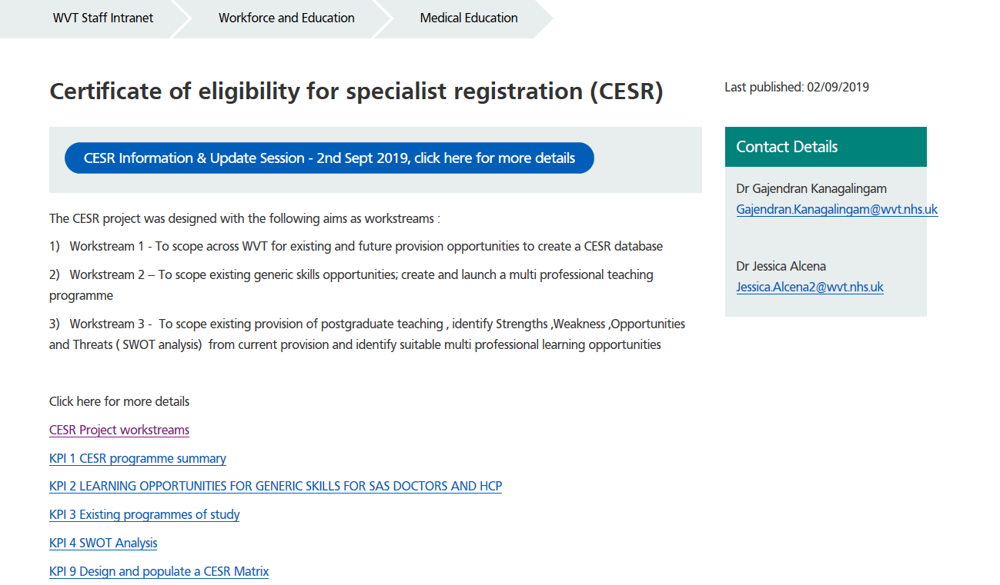 WVT Staff Intranet
Workforce and Education
Medical Education
Certificate of eligibility for specialist registration (CESR)
Last published: 02/09/2019
CESR Information & Update Session - 2nd Sept 2019, click here for more details
The CESR project was designed with the following aims as workstreams :
1)   Workstream 1 - To scope across WVT for existing and future provision opportunities to create a CESR database
2)   Workstream 2 – To scope existing generic skills opportunities; create and launch a multi professional teaching
programme
3)   Workstream 3 -  To scope existing provision of postgraduate teaching , identify Strengths ,Weakness ,Opportunities
and Threats ( SWOT analysis)  from current provision and identify suitable multi professional learning opportunities
Click here for more details
CESR Project workstreams
KPI 1 CESR programme summary
KPI 2 LEARNING OPPORTUNITIES FOR GENERIC SKILLS FOR SAS DOCTORS AND HCP
KPI 3 Existing programmes of study
KPI 4 SWOT Analysis
KPI 9 Design and populate a CESR Matrix
Contact Details
Dr Gajendran Kanagalingam
Gajendran.Kanagalingam@wvt.nhs.uk
Dr Jessica Alcena
Jessica.Alcena2@wvt.nhs.uk